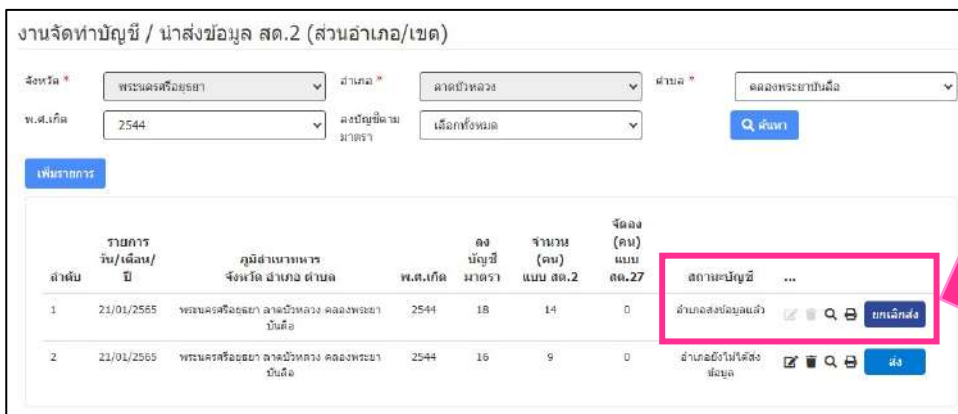 งานจัดทำบัญชี / นำส่งข้อมูล สด.2 (ส่วนอำเภอ/เขต)
จังหวัด * พระนครศรีอยุธยา อำเภอ * ลาดบัวหลวง ตำบล * คลองพระยาบันลือ
พ.ศ.เกิด 2544 ลงบัญชีตาม เลือกทั้งหมด ค้นหา
มาตรา
เพิ่มรายการ
จัดลง
รายการ ลง จำนวน (คน)
วัน/เดือน/ ภูมิลำเนาทหาร บัญชี (คน) แบบ
ลำดับ ปี จังหวัด อำเภอ ตำบล พ.ศ.เกิด มาตรา แบบ สด.2 สด.27 สถานะบัญชี ...
1 21/01/2565 พระนครศรีอยุธยา ลาดบัวหลวง คลองพระยา 2544 18 14 0 อำเภอส่งข้อมูลแล้ว ยกเลิกส่ง
บันลือ
2 21/01/2565 พระนครศรีอยุธยา ลาดบัวหลวง คลองพระยา 2544 16 9 0 อำเภอยังไม่ได้ส่ง ส่ง
บันลือ ข้อมูล